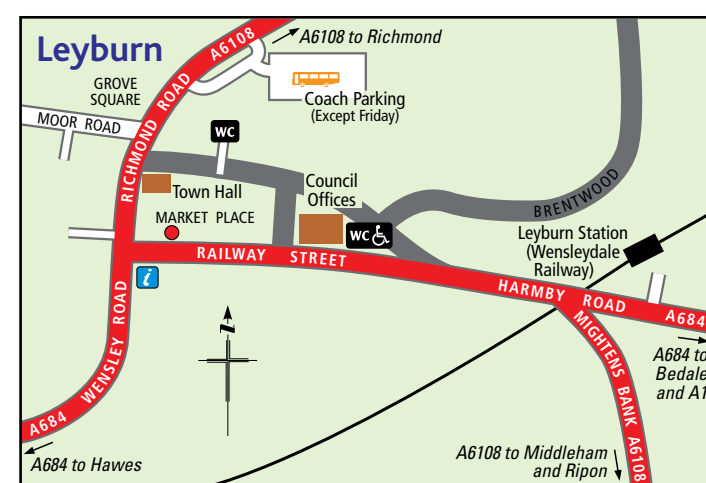 Leyburn
A6108 to Richmond
RICHMOND ROAD A6108
GROVE
SQUARE
MOOR ROAD
Coach Parking
(Except Friday)
WC
Town Hall
Council
Offices
MARKET PLACE
WC
BRENTWOOD
Leyburn Station
(Wensleydale
Railway)
RAILWAY STREET
i
HARMBY ROAD A684
A684 WENSLEY ROAD
n
MIGHTENS BANK A6108
A684 to
Bedale
and A1
A684 to Hawes
A6108 to Middleham
and Ripon